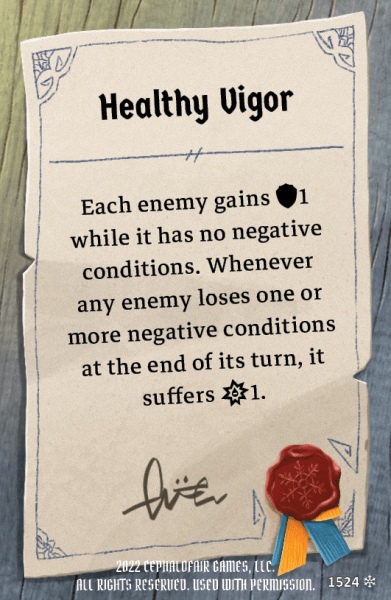 Healthy Vigor
Each enemy gains 1
while it has no negative
conditions. Whenever
any enemy loses one or
more negative conditions
at the end of its turn, it
suffers 1.
2022 CEPHALOFAIR GAMES, LLC.
ALL RIGHTS RESERVED. USED WITH PERMISSION.
1524